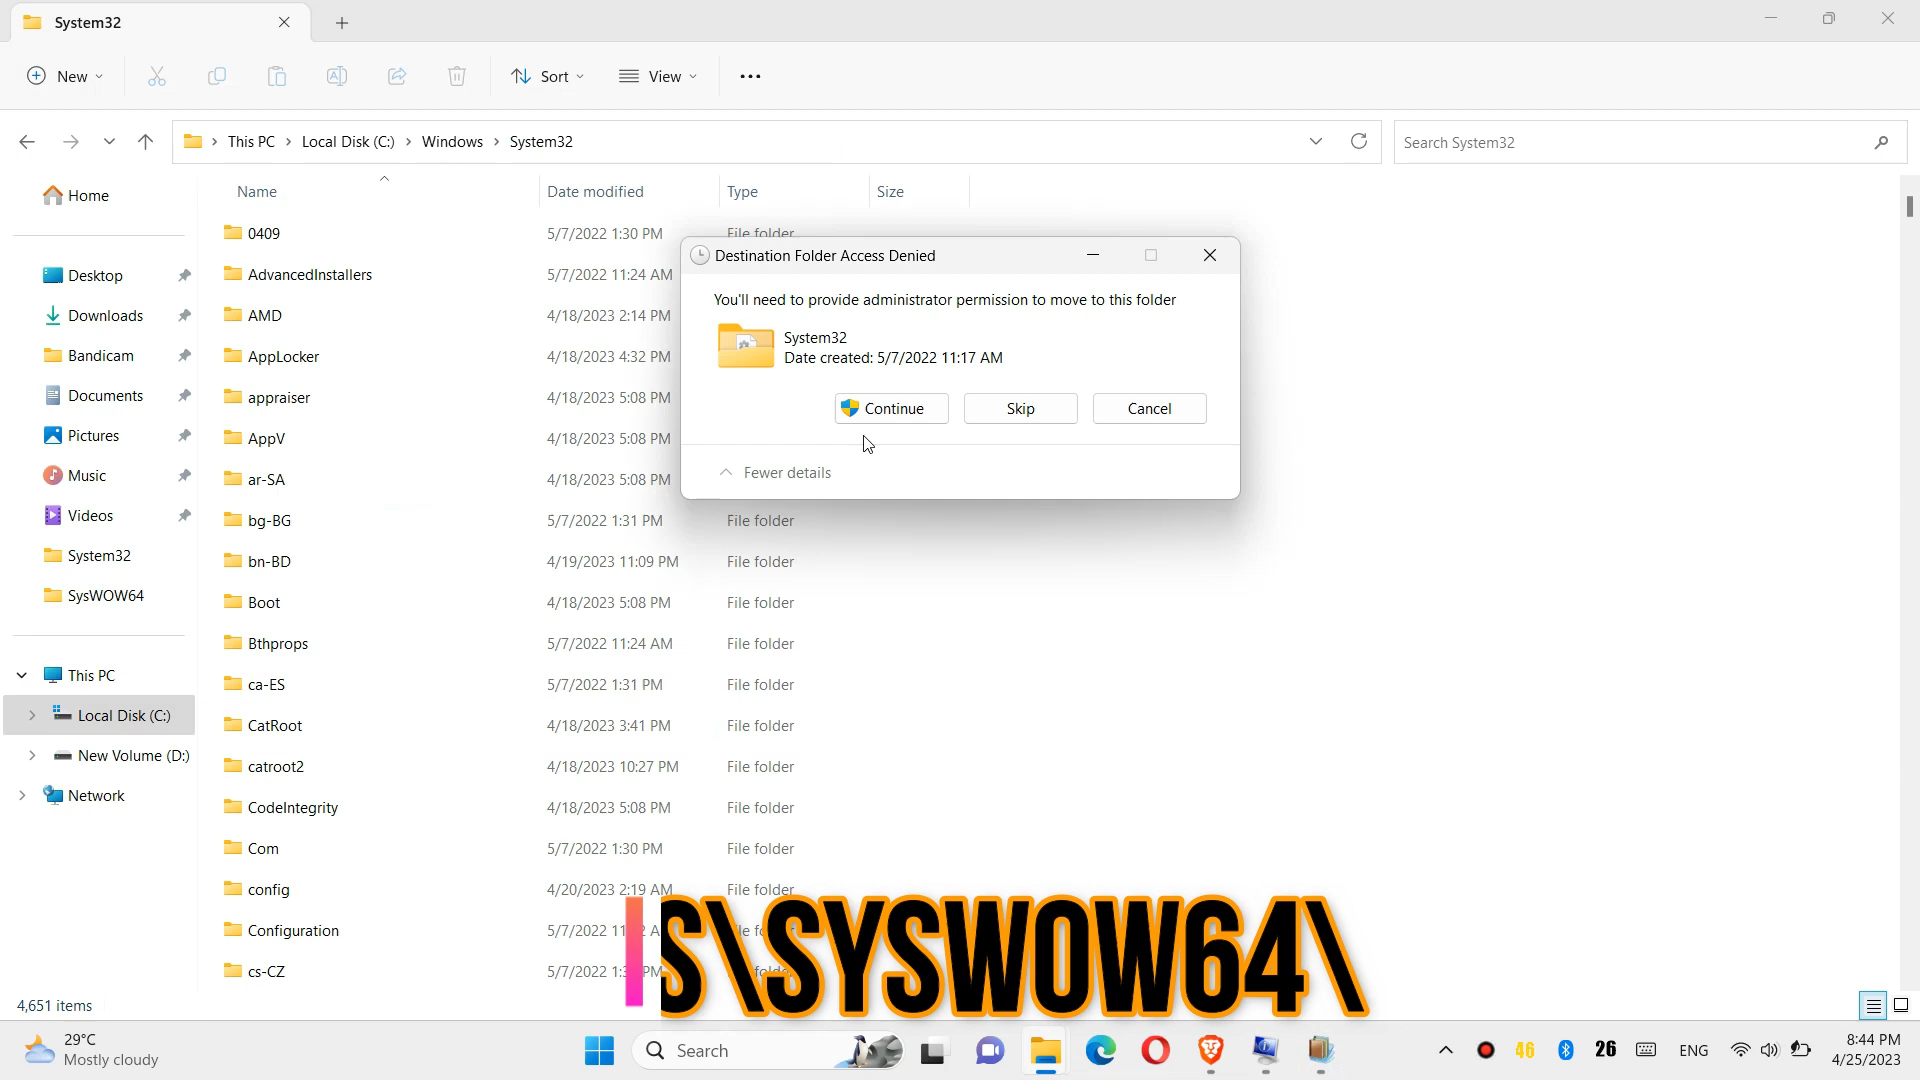 System32
New
Sort
View
This PC
Local Disk (C:)
Windows
System32
Search System32
Home
Desktop
Downloads
Bandicam
Documents
Pictures
Music
Videos
System32
SysWOW64
This PC
Local Disk (C:)
New Volume (D:)
Network
Name Date modified Type Size
0409 5/7/2022 1:30 PM File folder
AdvancedInstallers 5/7/2022 11:24 AM
AMD 4/18/2023 2:14 PM
AppLocker 4/18/2023 4:32 PM
appraiser 4/18/2023 5:08 PM
AppV 4/18/2023 5:08 PM
ar-SA 4/18/2023 5:08 PM
bg-BG 5/7/2022 1:31 PM File folder
bn-BD 4/19/2023 11:09 PM File folder
Boot 4/18/2023 5:08 PM File folder
Bthprops 5/7/2022 11:24 AM File folder
ca-ES 5/7/2022 1:31 PM File folder
CatRoot 4/18/2023 3:41 PM File folder
catroot2 4/18/2023 10:27 PM File folder
CodeIntegrity 4/18/2023 5:08 PM File folder
Com 5/7/2022 1:30 PM File folder
config 4/20/2023 2:19 AM File folder
Configuration 5/7/2022
cs-CZ 5/7/2022
Destination Folder Access Denied
You'll need to provide administrator permission to move to this folder
System32
Date created: 5/7/2022 11:17 AM
Continue Skip Cancel
Fewer details
S\SYSWOW64\
4,651 items
29°C
Mostly cloudy
Search
46
26
ENG
8:44 PM
4/25/2023